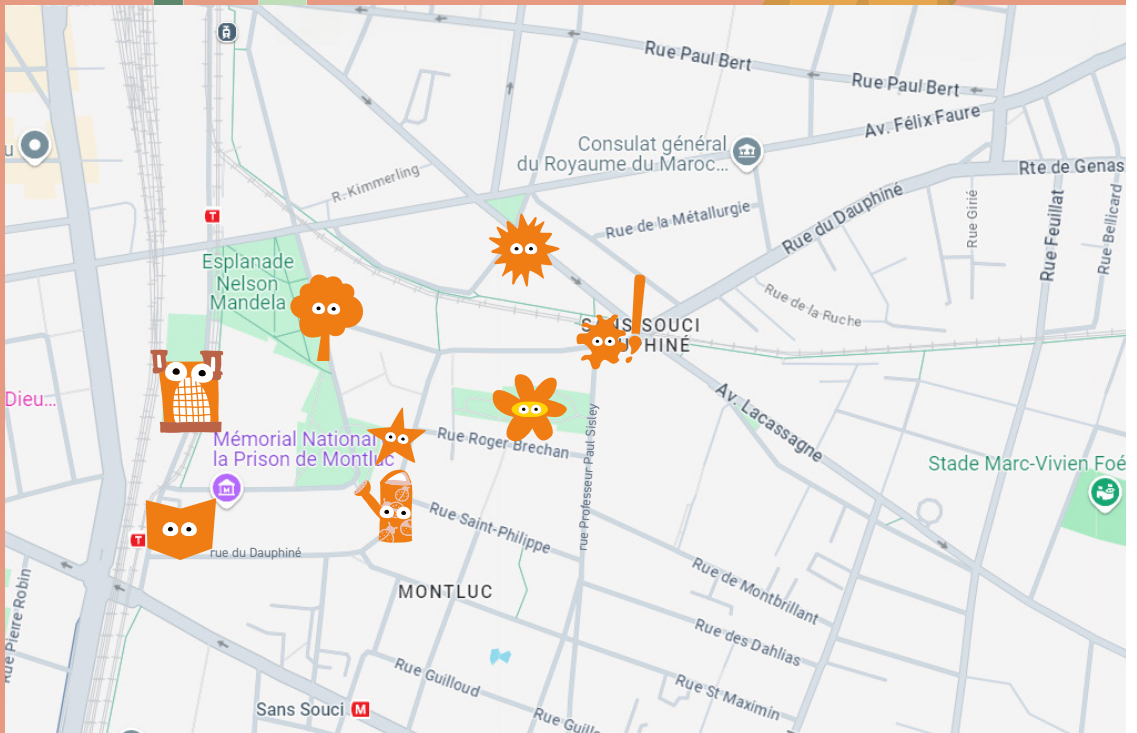 Rue Paul Bert
Rue Paul Bert
Av. Félix Faure
Consulat général
du Royaume du Maroc...
Rte de Genas
R. Kimmerling
Rue de la Métallurgie
Rue du Dauphiné
Rue Girié
Rue Feuillat
Rue Bellicard
T
Esplanade
Nelson
Mandela
Rue de la Ruche
SANS SOUCI
Dieu...
Av. Lacassagne
Mémorial National
la Prison de Montluc
Rue Roger Brechan
rue Professeur Paul Sisley
Stade Marc-Vivien Foé
T
rue du Dauphiné
Rue Saint-Philippe
MONTLUC
Rue de Montbrillant
Rue Pierre Robin
Rue des Dahlias
Rue Guilloud
Rue St Maximin
Sans Souci M
Rue Guillo